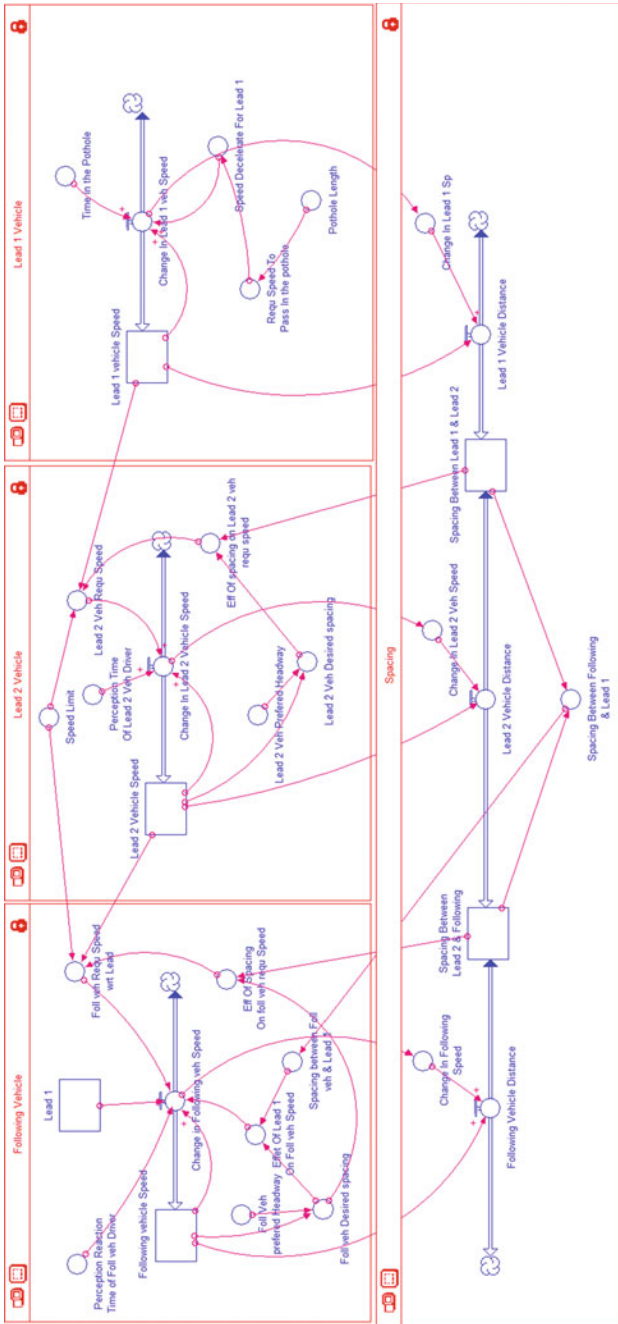 Following Vehicle
Perception Reaction
Time of Foll veh Driver
Lead 1
Foll veh Requ Speed
wrt Lead
Following vehicle Speed
Change in Following veh Speed
Foll Veh
prefered Headway
Effet Of Lead 1
On Foll veh Speed
Eff Of Spacing
On foll veh requ Speed
Spacing between Foll
veh & Lead 1
Foll veh Desired spacing
Lead 2 Vehicle
Speed Limit
Lead 2 Veh Requ Speed
Perception Time
Of Lead 2 Veh Driver
Lead 2 Vehicle Speed
Change In Lead 2 Vehicle Speed
Eff Of spacing on Lead 2 veh
requ speed
Lead 2 Veh Prefered Headway
Lead 2 Veh Desired spacing
Lead 1 Vehicle
Time in the Pothole
Lead 1 vehicle Speed
Change In Lead 1 veh Speed
Speed Decelerate For Lead 1
Requ Speed To
Pass In the pothole
Pothole Length
Spacing
Change In Following
Speed
Following Vehicle Distance
Spacing Between
Lead 2 & Following
Change In Lead 2 Veh Speed
Lead 2 Vehicle Distance
Spacing Between Lead 1 & Lead 2
Change In Lead 1 Sp
Lead 1 Vehicle Distance
Spacing Between Following
& Lead 1